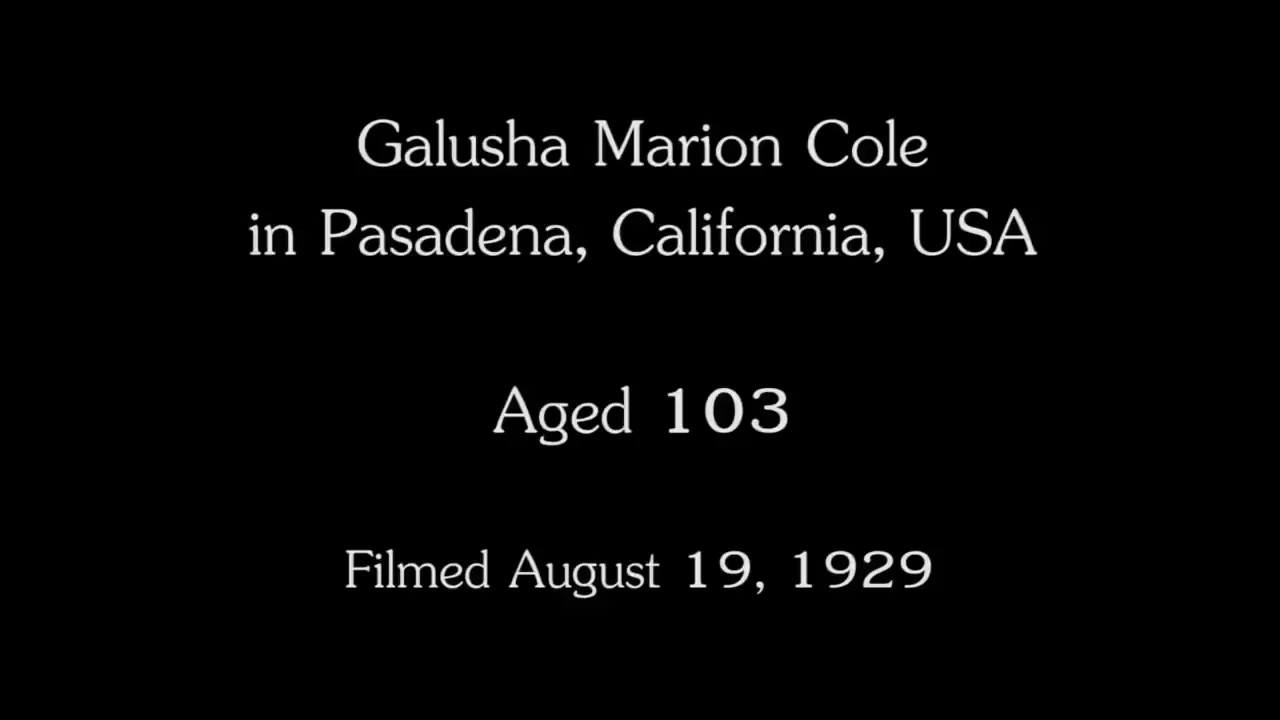 Galusha Marion Cole
in Pasadena, California, USA
Aged 103
Filmed August 19, 1929